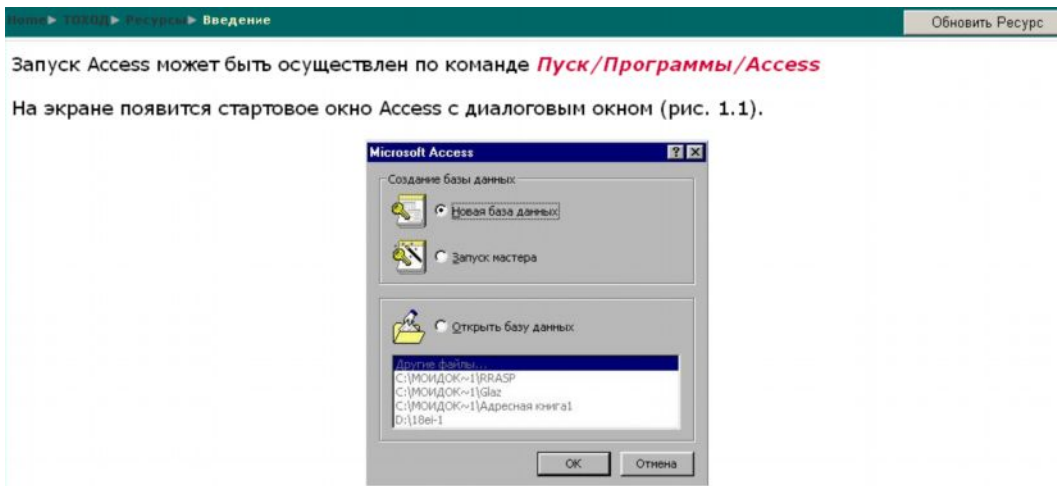 Home▶ ТОХОД▶ Ресурсы▶ Введение
Обновить Ресурс
Запуск Access может быть осуществлен по команде Пуск/Программы/Access
На экране появится стартовое окно Access с диалоговым окном (рис. 1.1).
Microsoft Access
Создание базы данных
Новая база данных
Запуск мастера
Открыть базу данных
Другие файлы...
C:\МОИДОК~1\RRASP
C:\МОИДОК~1\Glaz
C:\МОИДОК~1\Адресная книга1
D:\18ei-1
OK
Отмена